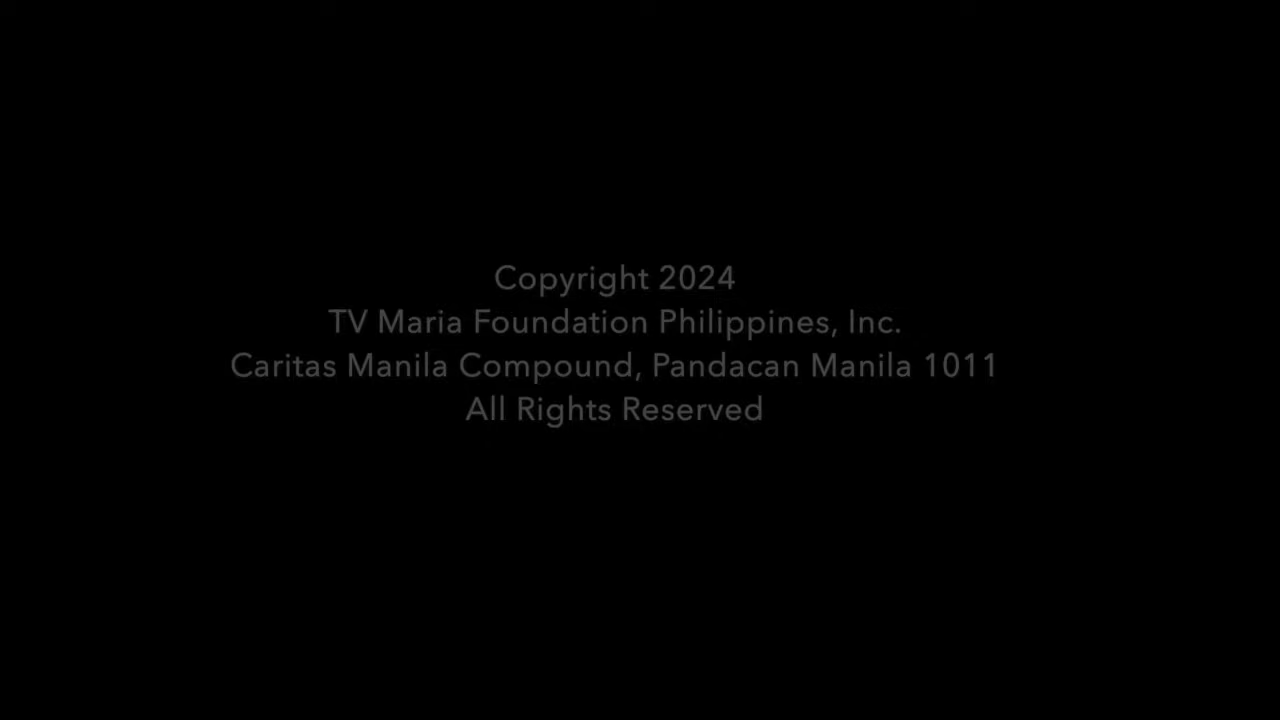 Copyright 2024
TV Maria Foundation Philippines, Inc.
Caritas Manila Compound, Pandacan Manila 1011
All Rights Reserved